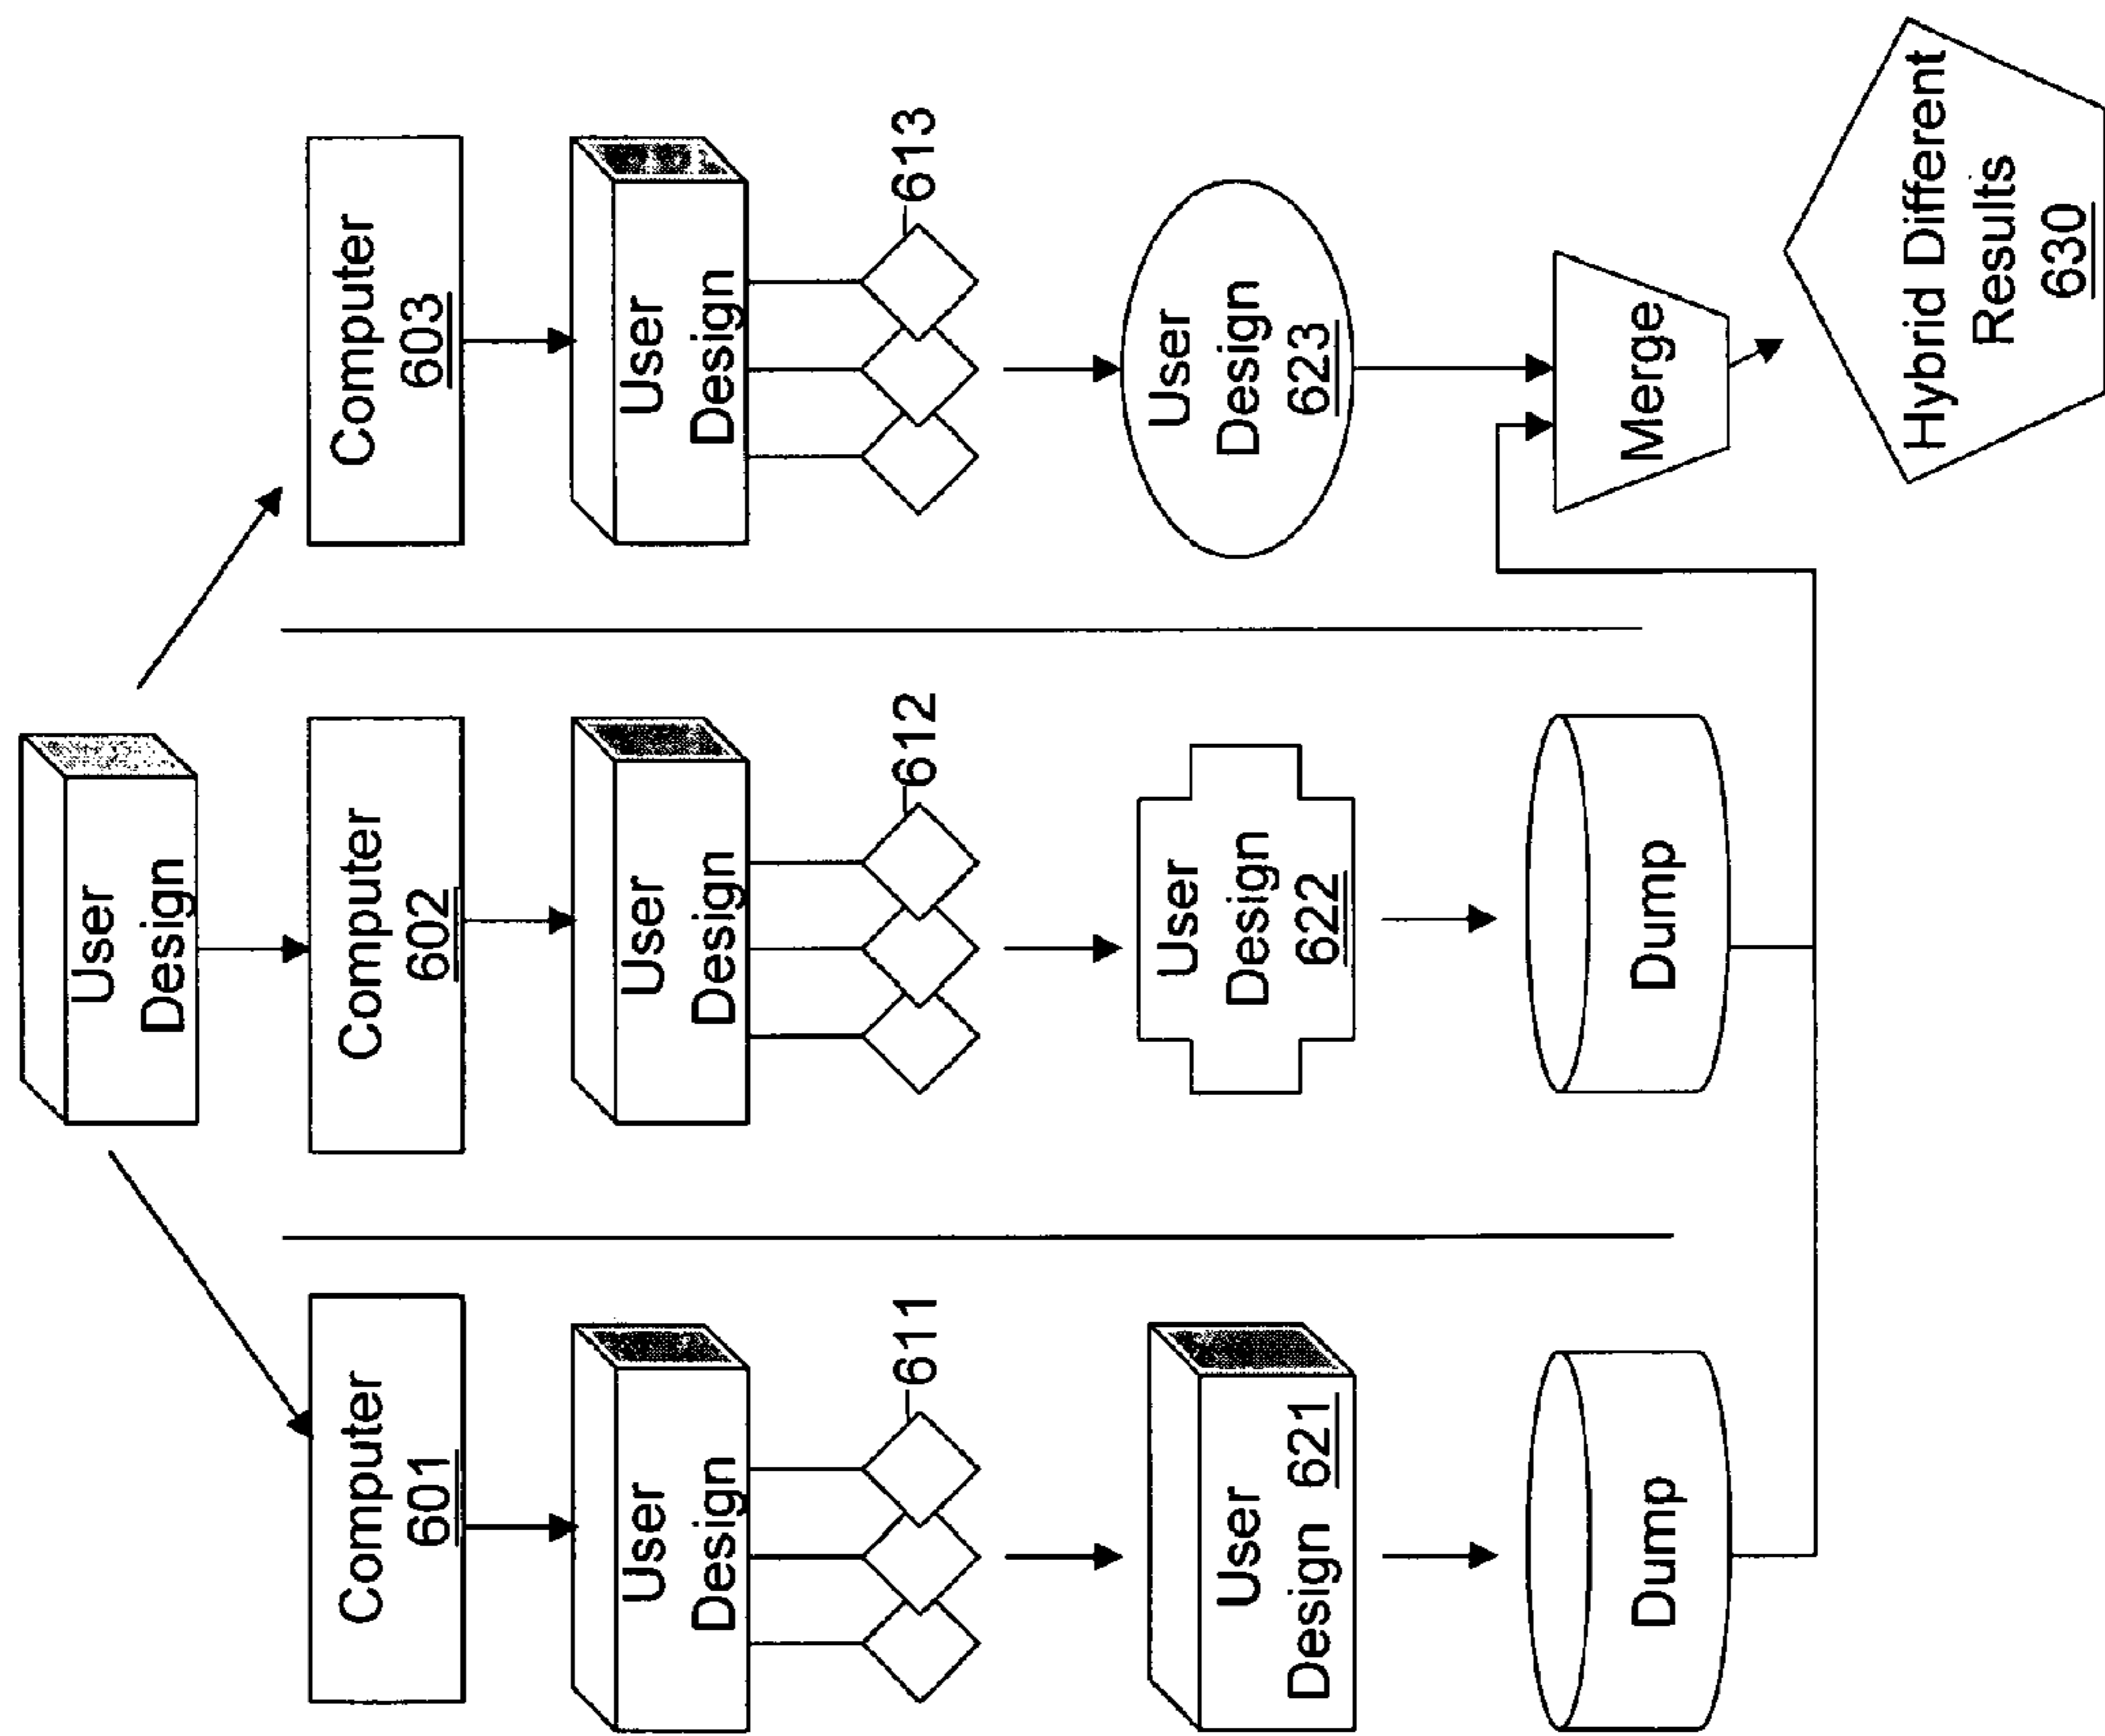 User
Design
Computer
601
Computer
602
Computer
603
User
Design
User
Design
User
Design
611
612
613
User
Design 621
User
Design
622
User
Design
623
Dump
Dump
Merge
Hybrid Different
Results
630